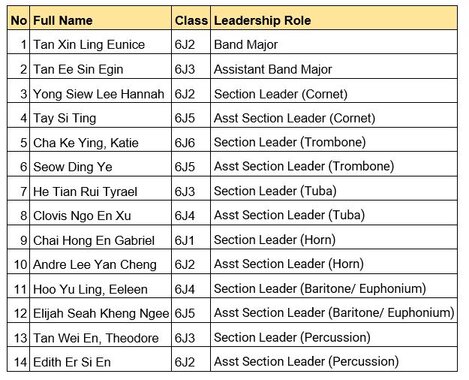 No Full Name Class Leadership Role
1 Tan Xin Ling Eunice 6J2 Band Major
2 Tan Ee Sin Egin 6J3 Assistant Band Major
3 Yong Siew Lee Hannah 6J2 Section Leader (Cornet)
4 Tay Si Ting 6J5 Asst Section Leader (Cornet)
5 Cha Ke Ying, Katie 6J6 Section Leader (Trombone)
6 Seow Ding Ye 6J5 Asst Section Leader (Trombone)
7 He Tian Rui Tyrael 6J3 Section Leader (Tuba)
8 Clovis Ngo En Xu 6J4 Asst Section Leader (Tuba)
9 Chai Hong En Gabriel 6J1 Section Leader (Horn)
10 Andre Lee Yan Cheng 6J2 Asst Section Leader (Horn)
11 Hoo Yu Ling, Eeleen 6J4 Section Leader (Baritone/ Euphonium)
12 Elijah Seah Kheng Ngee 6J5 Asst Section Leader (Baritone/ Euphonium)
13 Tan Wei En, Theodore 6J3 Section Leader (Percussion)
14 Edith Er Si En 6J2 Asst Section Leader (Percussion)